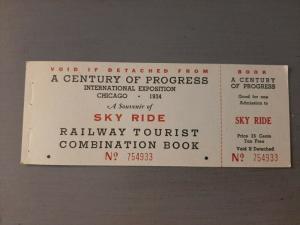 VOID IF DETACHED FROM BOOK
A CENTURY OF PROGRESS
INTERNATIONAL EXPOSITION
CHICAGO • 1934
A Souvenir of
SKY RIDE
RAILWAY TOURIST
COMBINATION BOOK
No 754933
A CENTURY
OF PROGRESS
Good for one
Admission to
SKY RIDE
Price 25 Cents
Tax Free
Void if Detached
No 754933